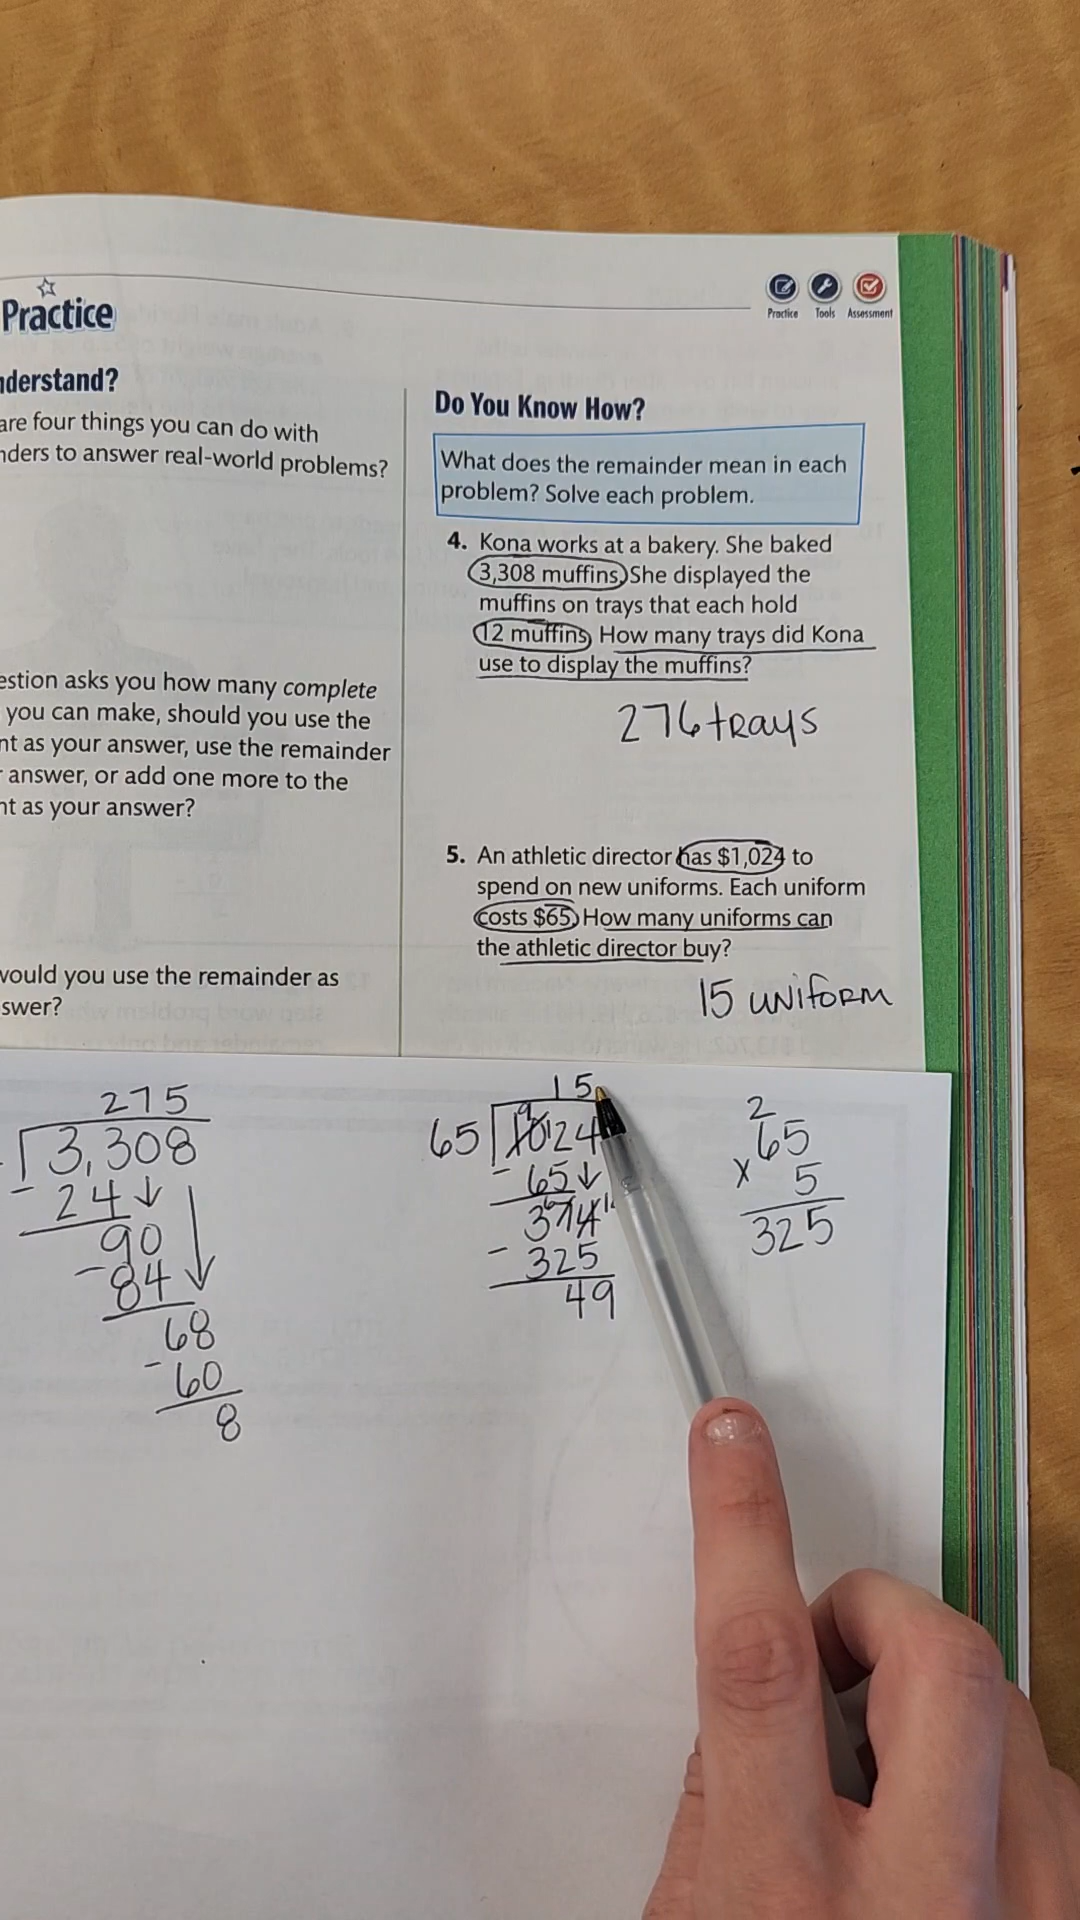 Practice
Practice Tools Assessment
nderstand?
are four things you can do with
nders to answer real-world problems?
estion asks you how many complete
you can make, should you use the
nt as your answer, use the remainder
r answer, or add one more to the
nt as your answer?
would you use the remainder as
swer?
Do You Know How?
What does the remainder mean in each
problem? Solve each problem.
4. Kona works at a bakery. She baked
3,308 muffins. She displayed the
muffins on trays that each hold
12 muffins. How many trays did Kona
use to display the muffins?
276 trays
5. An athletic director has $1,024 to
spend on new uniforms. Each uniform
costs $65. How many uniforms can
the athletic director buy?
15 uniform
275
3,308
- 24
90
- 84
68
- 60
8
15
9
65 1024
- 65
374
- 325
49
2
65
x 5
325